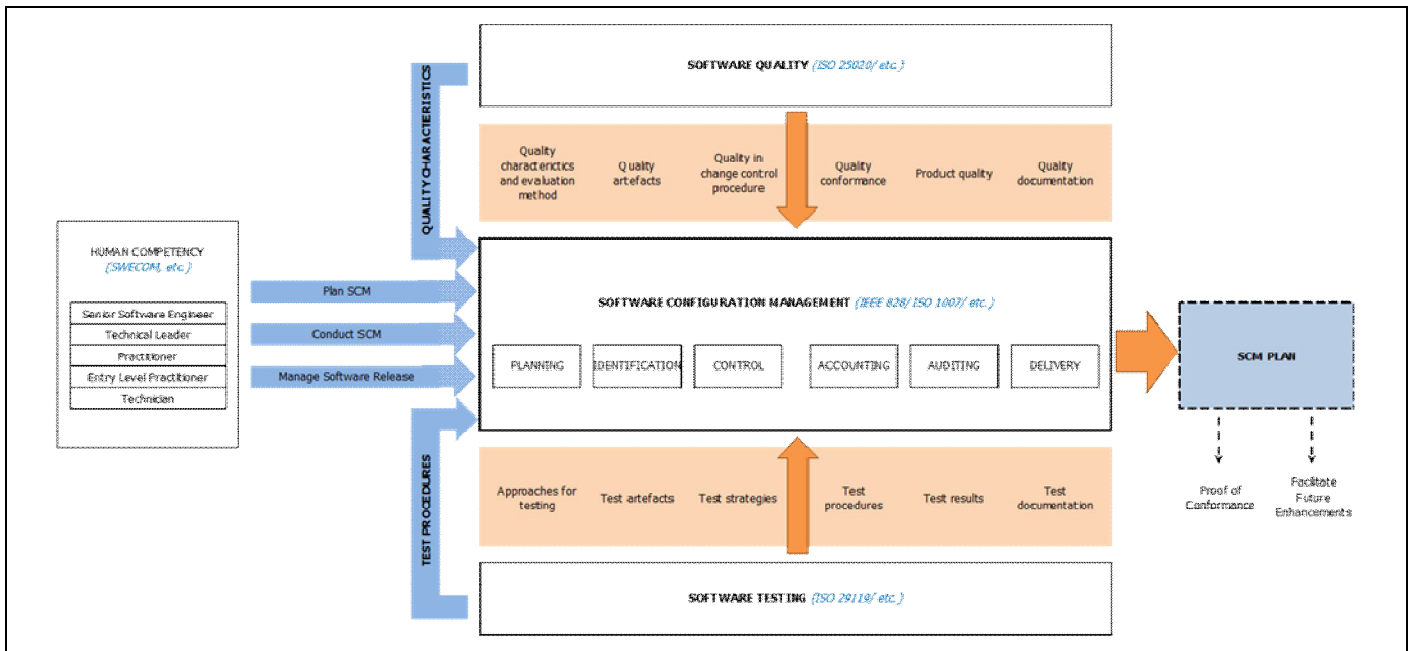 SOFTWARE QUALITY (ISO 25020/ etc.)
QUALITY CHARACTERISTICS
Quality
characterictics
and evaluation
method
Quality
artefacts
Quality in
change control
procedure
Quality
conformance
Product quality
Quality
documentation
HUMAN COMPETENCY
(SWECOM, etc.)
Senior Software Engineer
Technical Leader
Practitioner
Entry Level Practitioner
Technician
Plan SCM
Conduct SCM
Manage Software Release
SOFTWARE CONFIGURATION MANAGEMENT (IEEE 828/ ISO 1007/ etc.)
PLANNING
IDENTIFICATION
CONTROL
ACCOUNTING
AUDITING
DELIVERY
SCM PLAN
Proof of
Conformance
Facilitate
Future
Enhancements
TEST PROCEDURES
Approaches for
testing
Test artefacts
Test strategies
Test
procedures
Test results
Test
documentation
SOFTWARE TESTING (ISO 29119/ etc.)